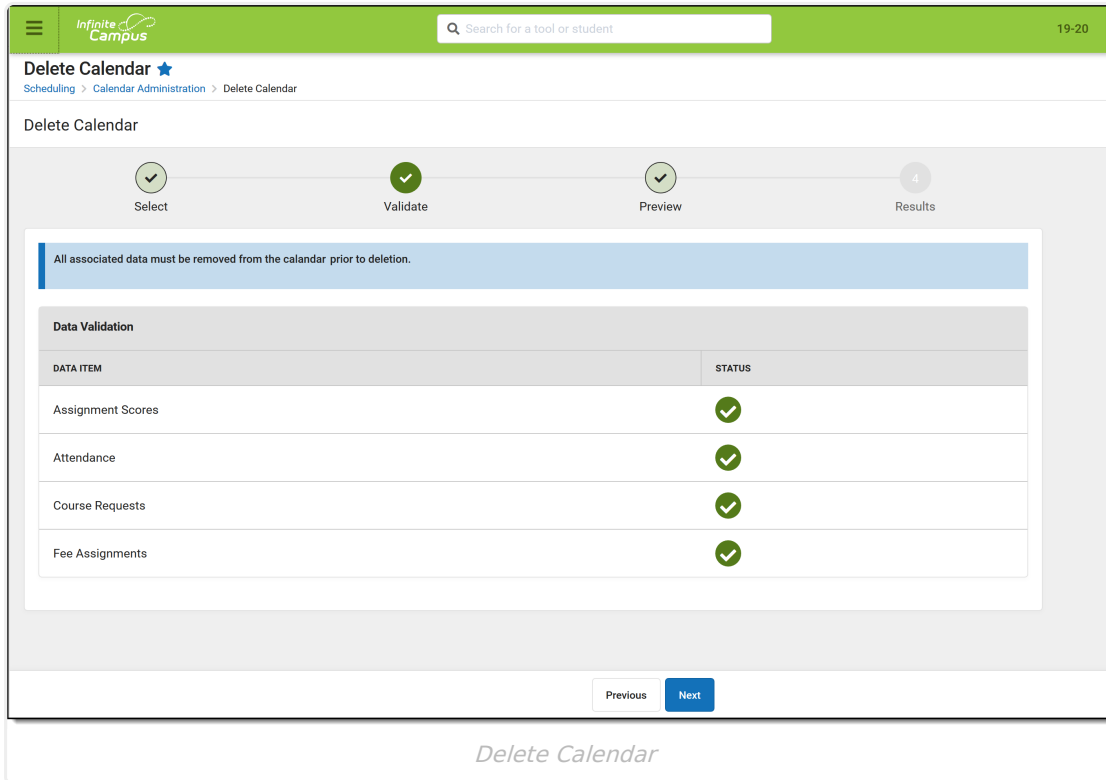 Infinite Campus
Search for a tool or student
19-20
Delete Calendar
Scheduling > Calendar Administration > Delete Calendar
Delete Calendar
4
Select
Validate
Preview
Results
All associated data must be removed from the calandar prior to deletion.
Data Validation
DATA ITEM
STATUS
Assignment Scores
Attendance
Course Requests
Fee Assignments
Previous
Next
Delete Calendar